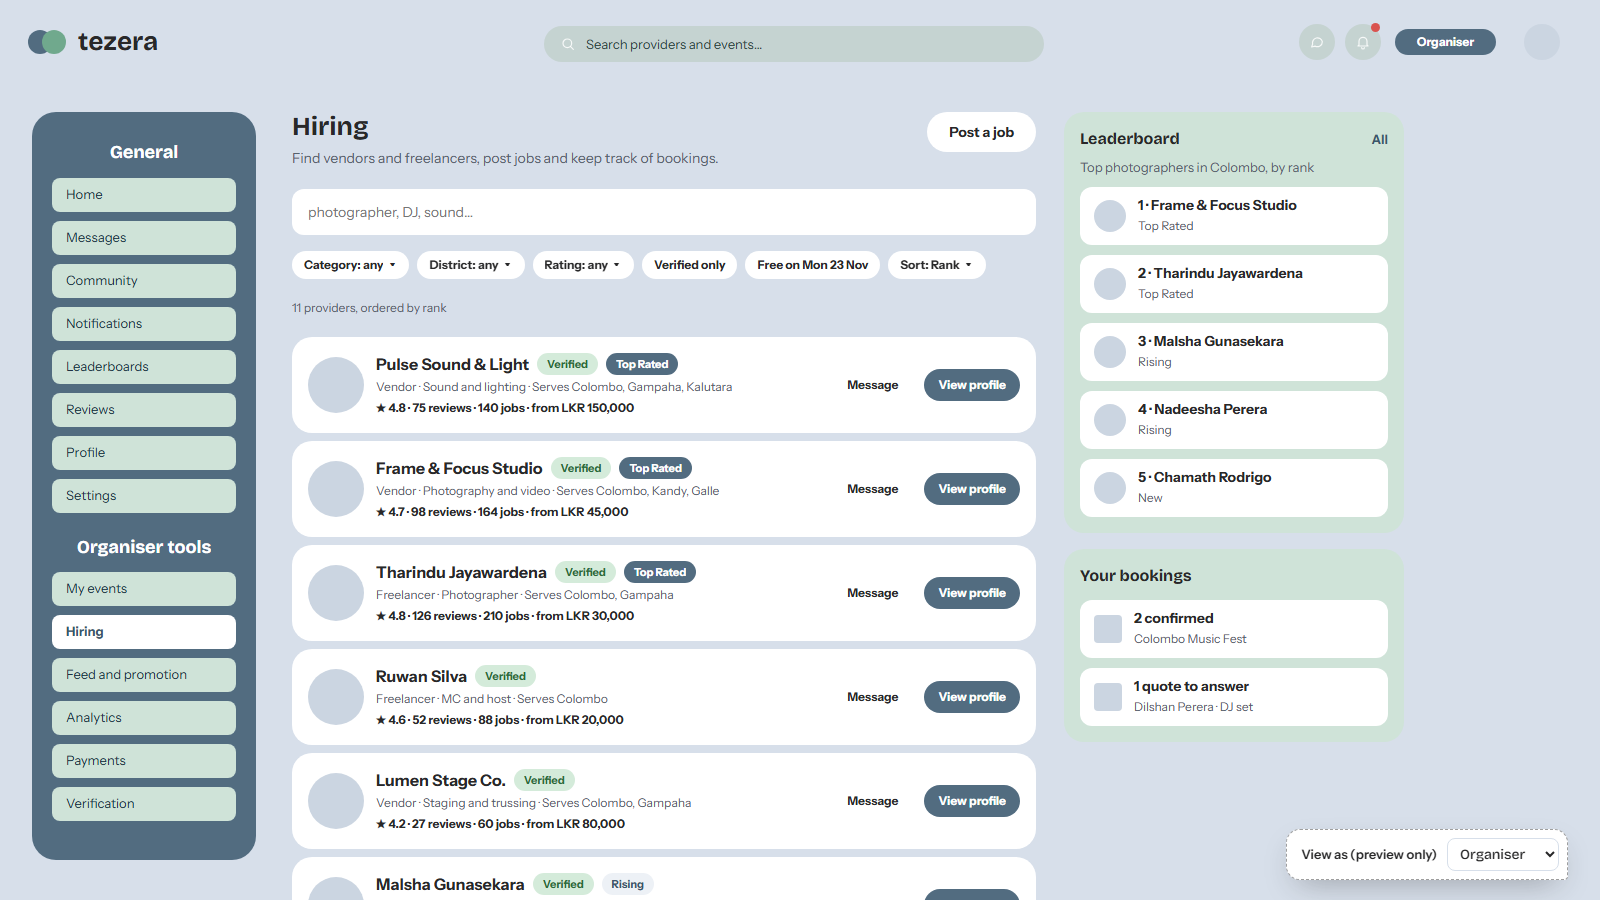 tezera
Search providers and events...
Organiser
General
Home
Messages
Community
Notifications
Leaderboards
Reviews
Profile
Settings
Organiser tools
My events
Hiring
Feed and promotion
Analytics
Payments
Verification
Hiring
Find vendors and freelancers, post jobs and keep track of bookings.
Post a job
photographer, DJ, sound...
Category: any
District: any
Rating: any
Verified only
Free on Mon 23 Nov
Sort: Rank
11 providers, ordered by rank
Pulse Sound & Light Verified Top Rated
Vendor · Sound and lighting · Serves Colombo, Gampaha, Kalutara
★ 4.8 · 75 reviews · 140 jobs · from LKR 150,000
Message
View profile
Frame & Focus Studio Verified Top Rated
Vendor · Photography and video · Serves Colombo, Kandy, Galle
★ 4.7 · 98 reviews · 164 jobs · from LKR 45,000
Message
View profile
Tharindu Jayawardena Verified Top Rated
Freelancer · Photographer · Serves Colombo, Gampaha
★ 4.8 · 126 reviews · 210 jobs · from LKR 30,000
Message
View profile
Ruwan Silva Verified
Freelancer · MC and host · Serves Colombo
★ 4.6 · 52 reviews · 88 jobs · from LKR 20,000
Message
View profile
Lumen Stage Co. Verified
Vendor · Staging and trussing · Serves Colombo, Gampaha
★ 4.2 · 27 reviews · 60 jobs · from LKR 80,000
Message
View profile
Malsha Gunasekara Verified Rising
Leaderboard
All
Top photographers in Colombo, by rank
1 · Frame & Focus Studio
Top Rated
2 · Tharindu Jayawardena
Top Rated
3 · Malsha Gunasekara
Rising
4 · Nadeesha Perera
Rising
5 · Chamath Rodrigo
New
Your bookings
2 confirmed
Colombo Music Fest
1 quote to answer
Dilshan Perera · DJ set
View as (preview only)
Organiser